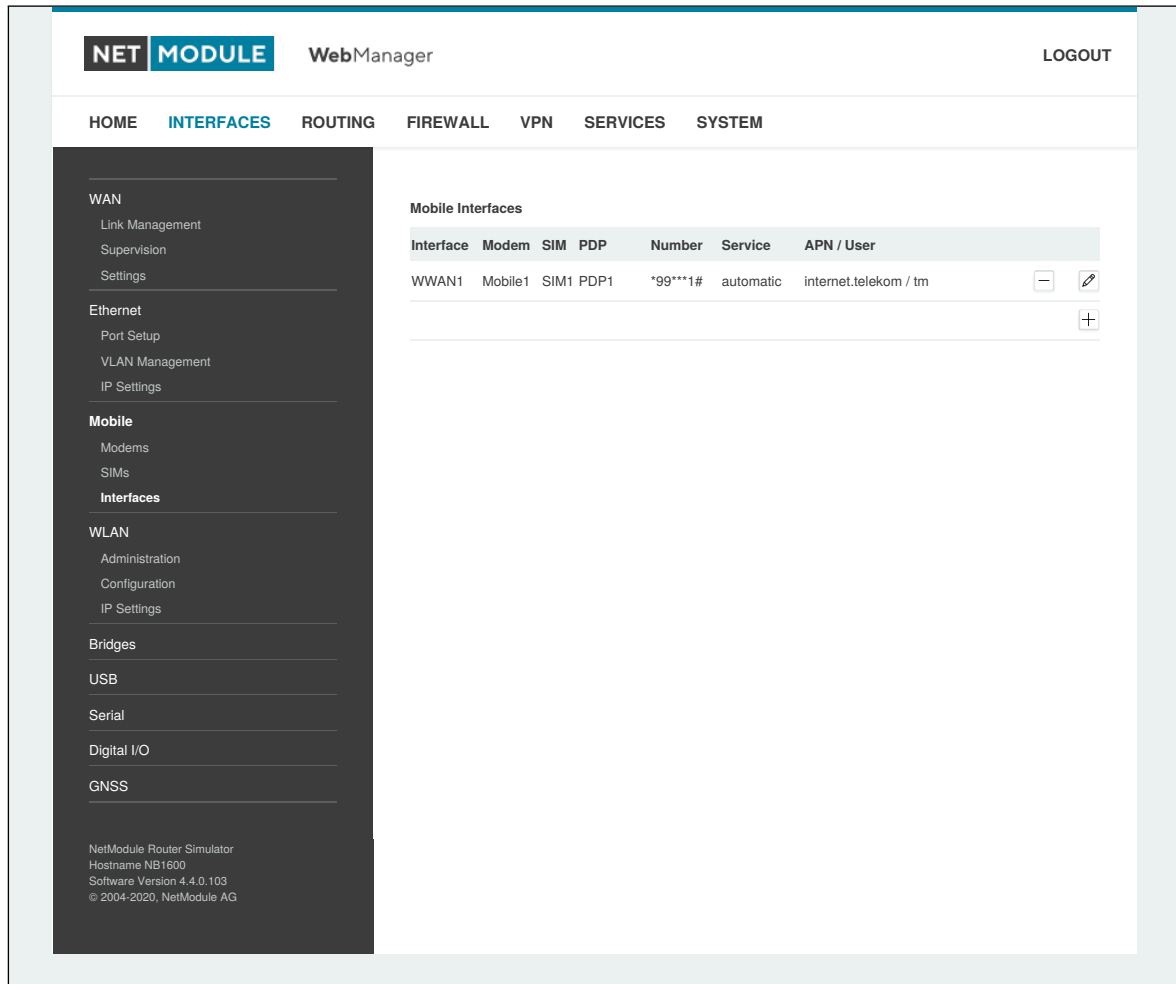 NET MODULE WebManager LOGOUT
HOME INTERFACES ROUTING FIREWALL VPN SERVICES SYSTEM
WAN
Link Management
Supervision
Settings
Ethernet
Port Setup
VLAN Management
IP Settings
Mobile
Modems
SIMs
Interfaces
WLAN
Administration
Configuration
IP Settings
Bridges
USB
Serial
Digital I/O
GNSS
NetModule Router Simulator
Hostname NB1600
Software Version 4.4.0.103
© 2004-2020, NetModule AG
Mobile Interfaces
Interface Modem SIM PDP Number Service APN / User
WWAN1 Mobile1 SIM1 PDP1 *99***1# automatic internet.telekom / tm